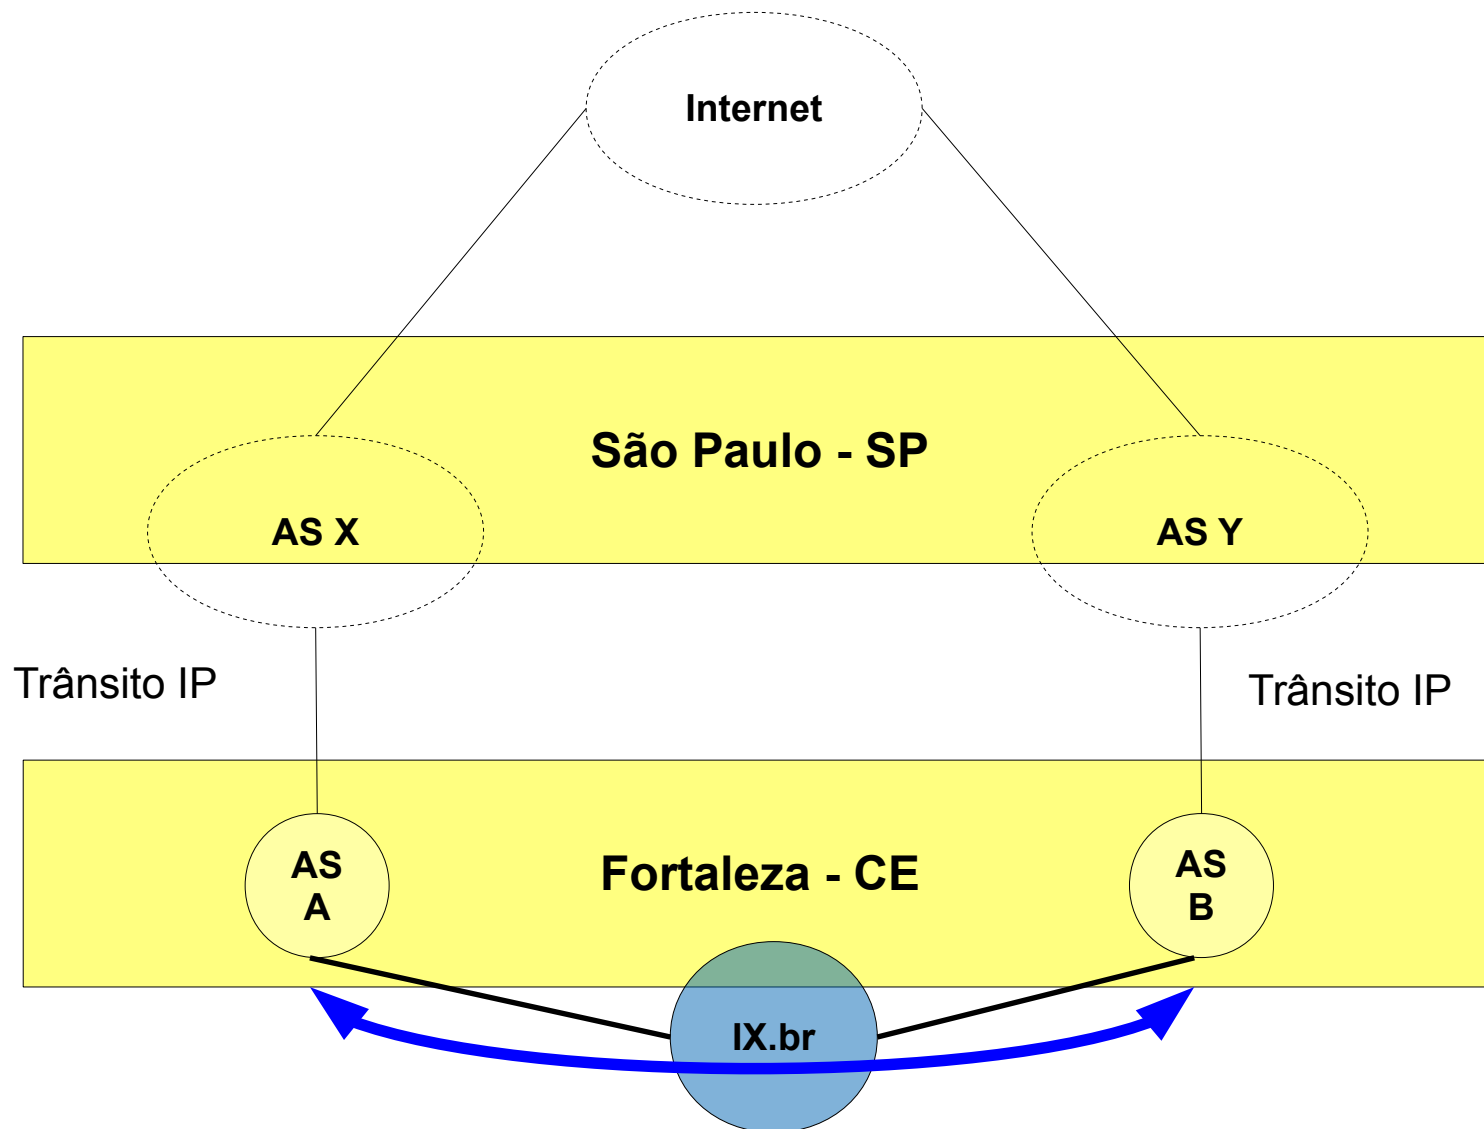 Internet
São Paulo - SP
AS X
AS Y
Trânsito IP
Trânsito IP
AS
A
Fortaleza - CE
AS
B
IX.br